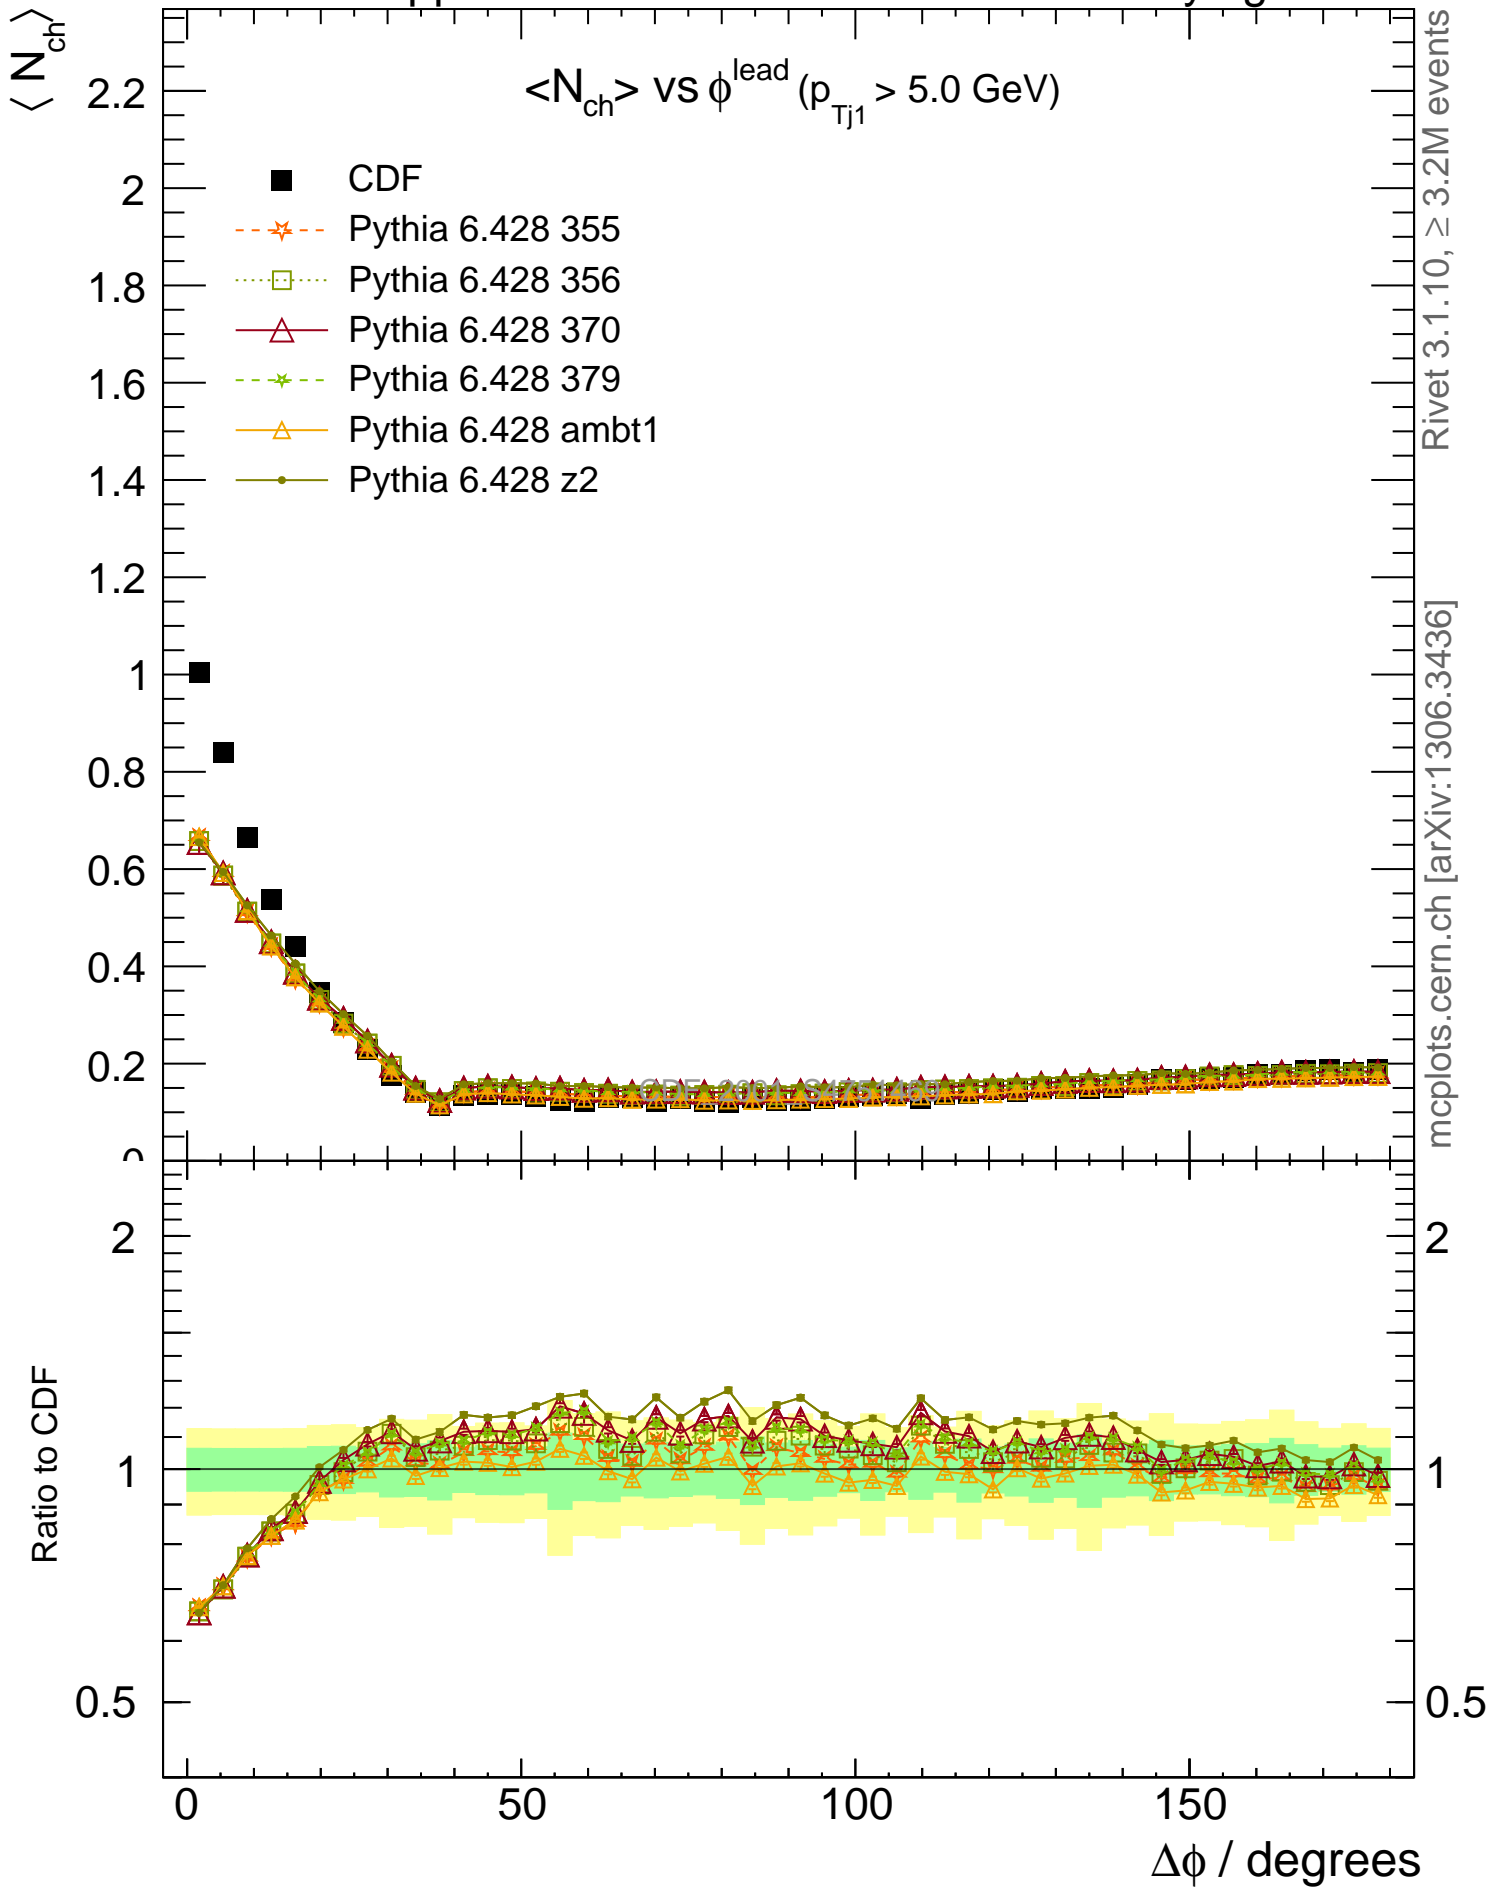 ⟨ N_ch ⟩
<N_ch> vs ϕ^lead (p_Tj1 > 5.0 GeV)
CDF
Pythia 6.428 355
Pythia 6.428 356
Pythia 6.428 370
Pythia 6.428 379
Pythia 6.428 ambt1
Pythia 6.428 z2
2.2
2
1.8
1.6
1.4
1.2
1
0.8
0.6
0.4
0.2
0
Rivet 3.1.10, ≥ 3.2M events
mcplots.cern.ch [arXiv:1306.3436]
Ratio to CDF
2
1
0.5
2
1
0.5
0 50 100 150
Δϕ / degrees